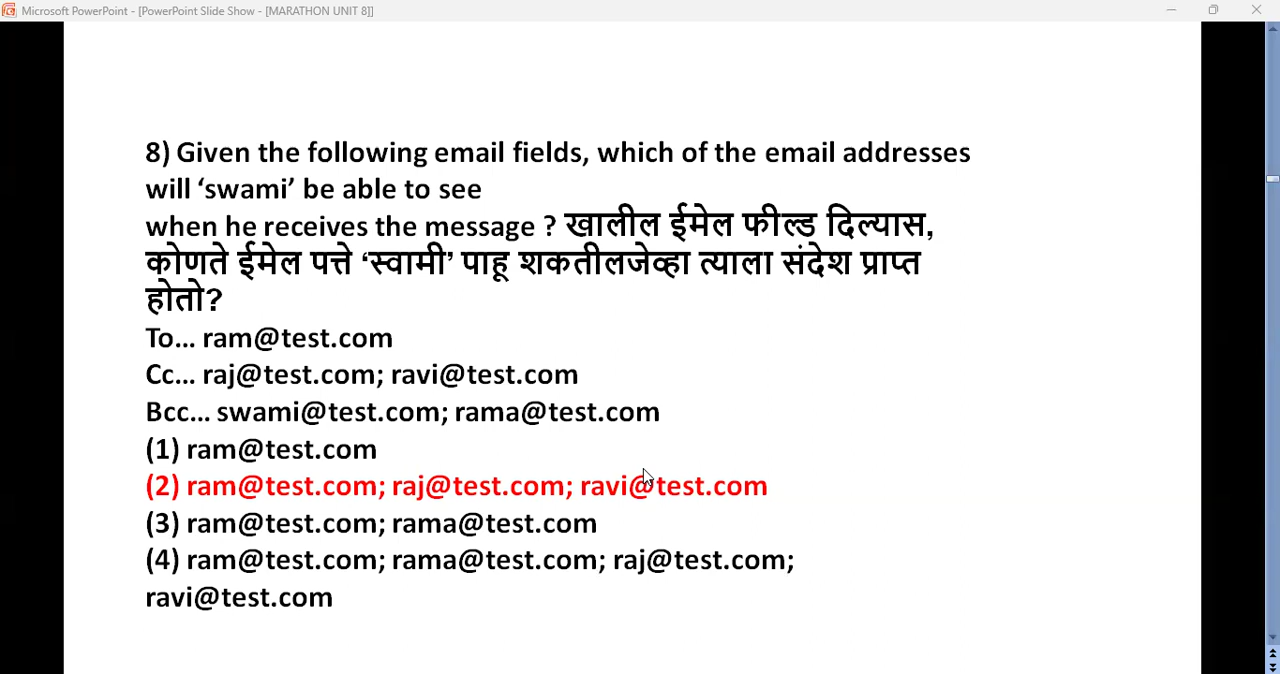 Microsoft PowerPoint - [PowerPoint Slide Show - [MARATHON UNIT 8]]
8) Given the following email fields, which of the email addresses
will ‘swami’ be able to see
when he receives the message ? खालील ईमेल फील्ड दिल्यास,
कोणते ईमेल पत्ते ‘स्वामी’ पाहू शकतीलजेव्हा त्याला संदेश प्राप्त
होतो?
To... ram@test.com
Cc... raj@test.com; ravi@test.com
Bcc... swami@test.com; rama@test.com
(1) ram@test.com
(2) ram@test.com; raj@test.com; ravi@test.com
(3) ram@test.com; rama@test.com
(4) ram@test.com; rama@test.com; raj@test.com;
ravi@test.com